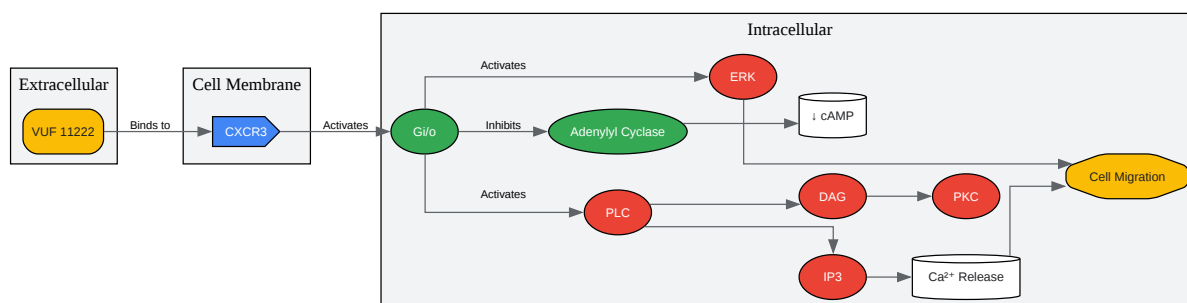 Extracellular
VUF 11222
Binds to
Cell Membrane
CXCR3
Activates
Intracellular
Gi/o
Activates
ERK
Inhibits
Adenylyl Cyclase
↓ cAMP
Activates
PLC
DAG
PKC
IP3
Ca²⁺ Release
Cell Migration